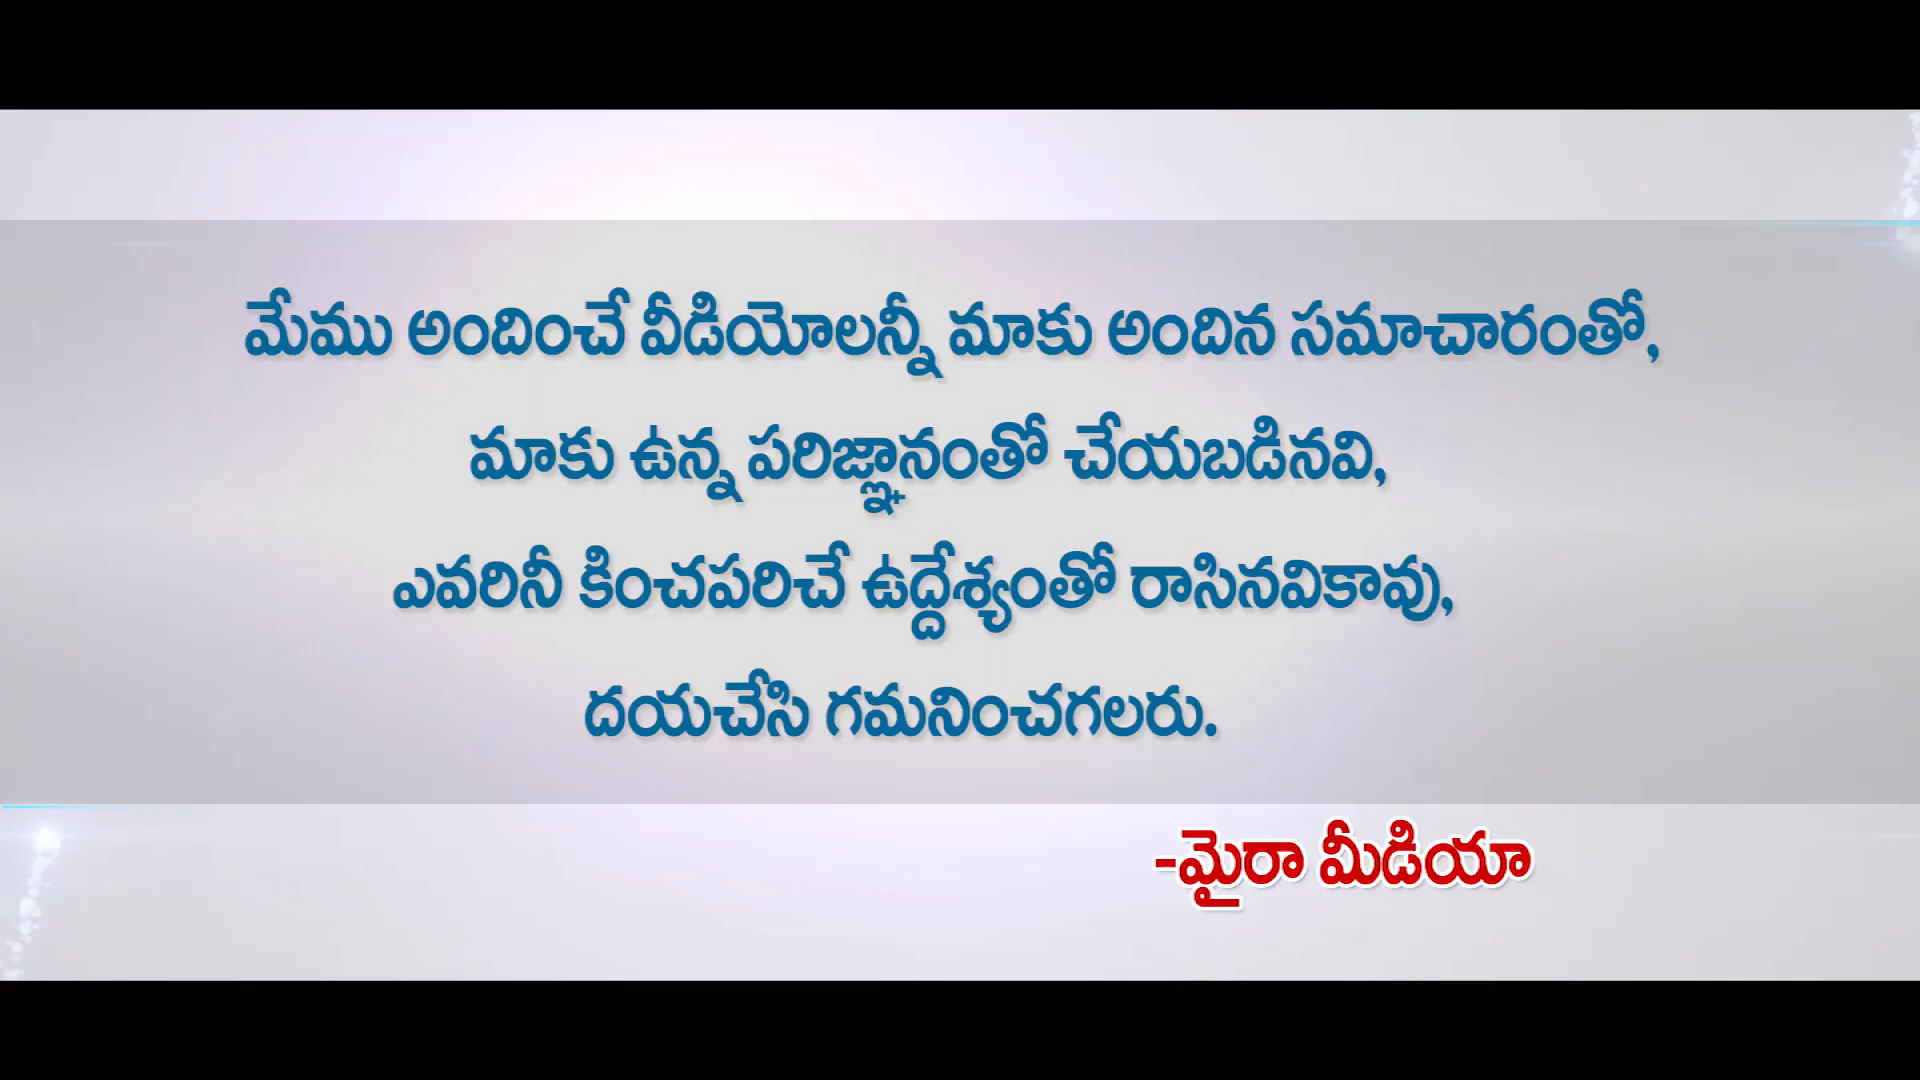 మేము అందించే వీడియోలన్నీ మాకు అందిన సమాచారంతో,
మాకు ఉన్న పరిజ్ఞానంతో చేయబడినవి,
ఎవరినీ కించపరిచే ఉద్దేశ్యంతో రాసినవికావు,
దయచేసి గమనించగలరు.
-మైరా మీడియా